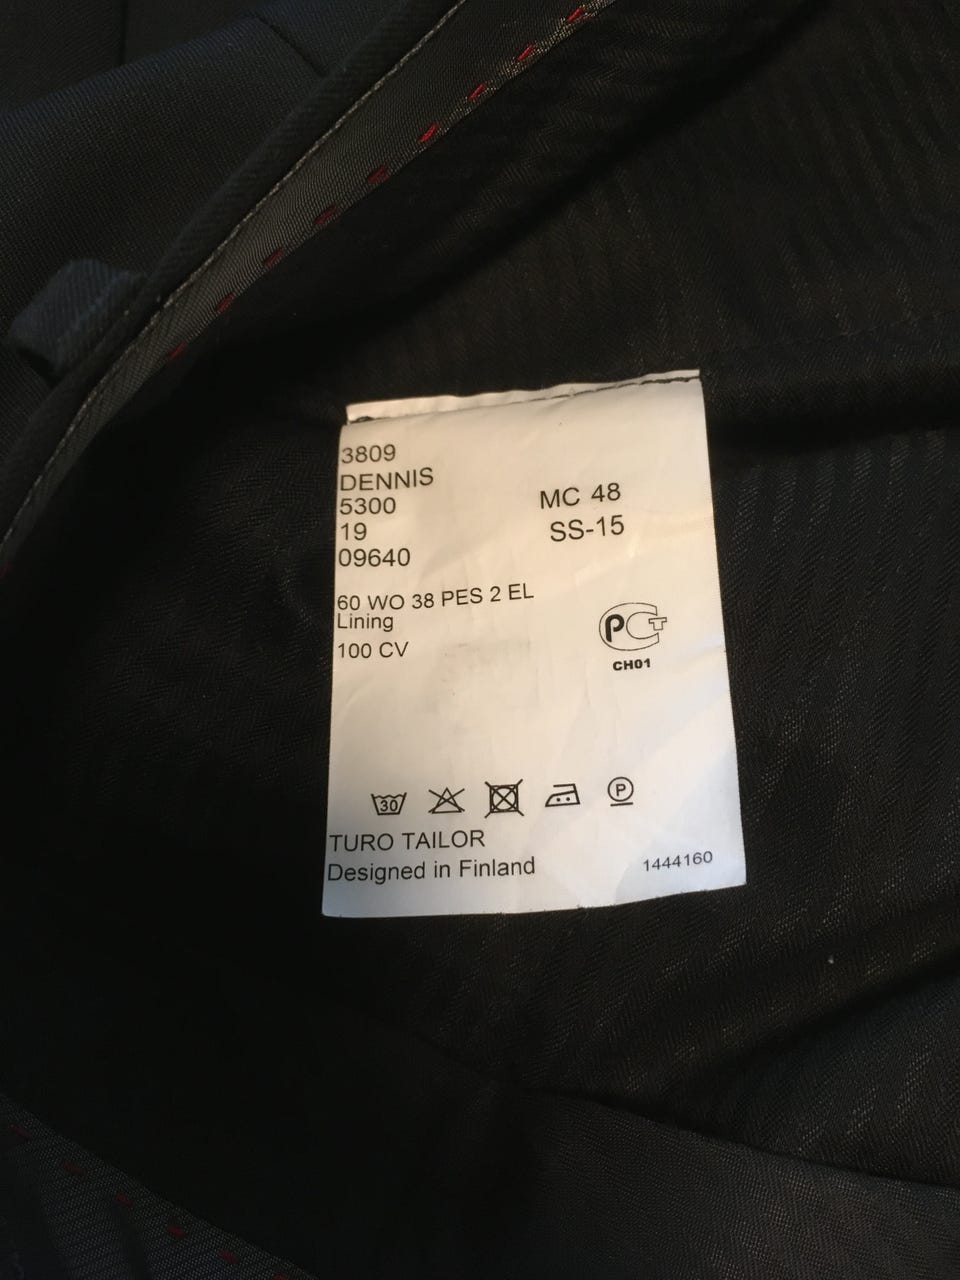 3809
DENNIS
5300
19
09640
MC 48
SS-15
60 WO 38 PES 2 EL
Lining
100 CV
PCT
CH01
30
P
TURO TAILOR
Designed in Finland
1444160